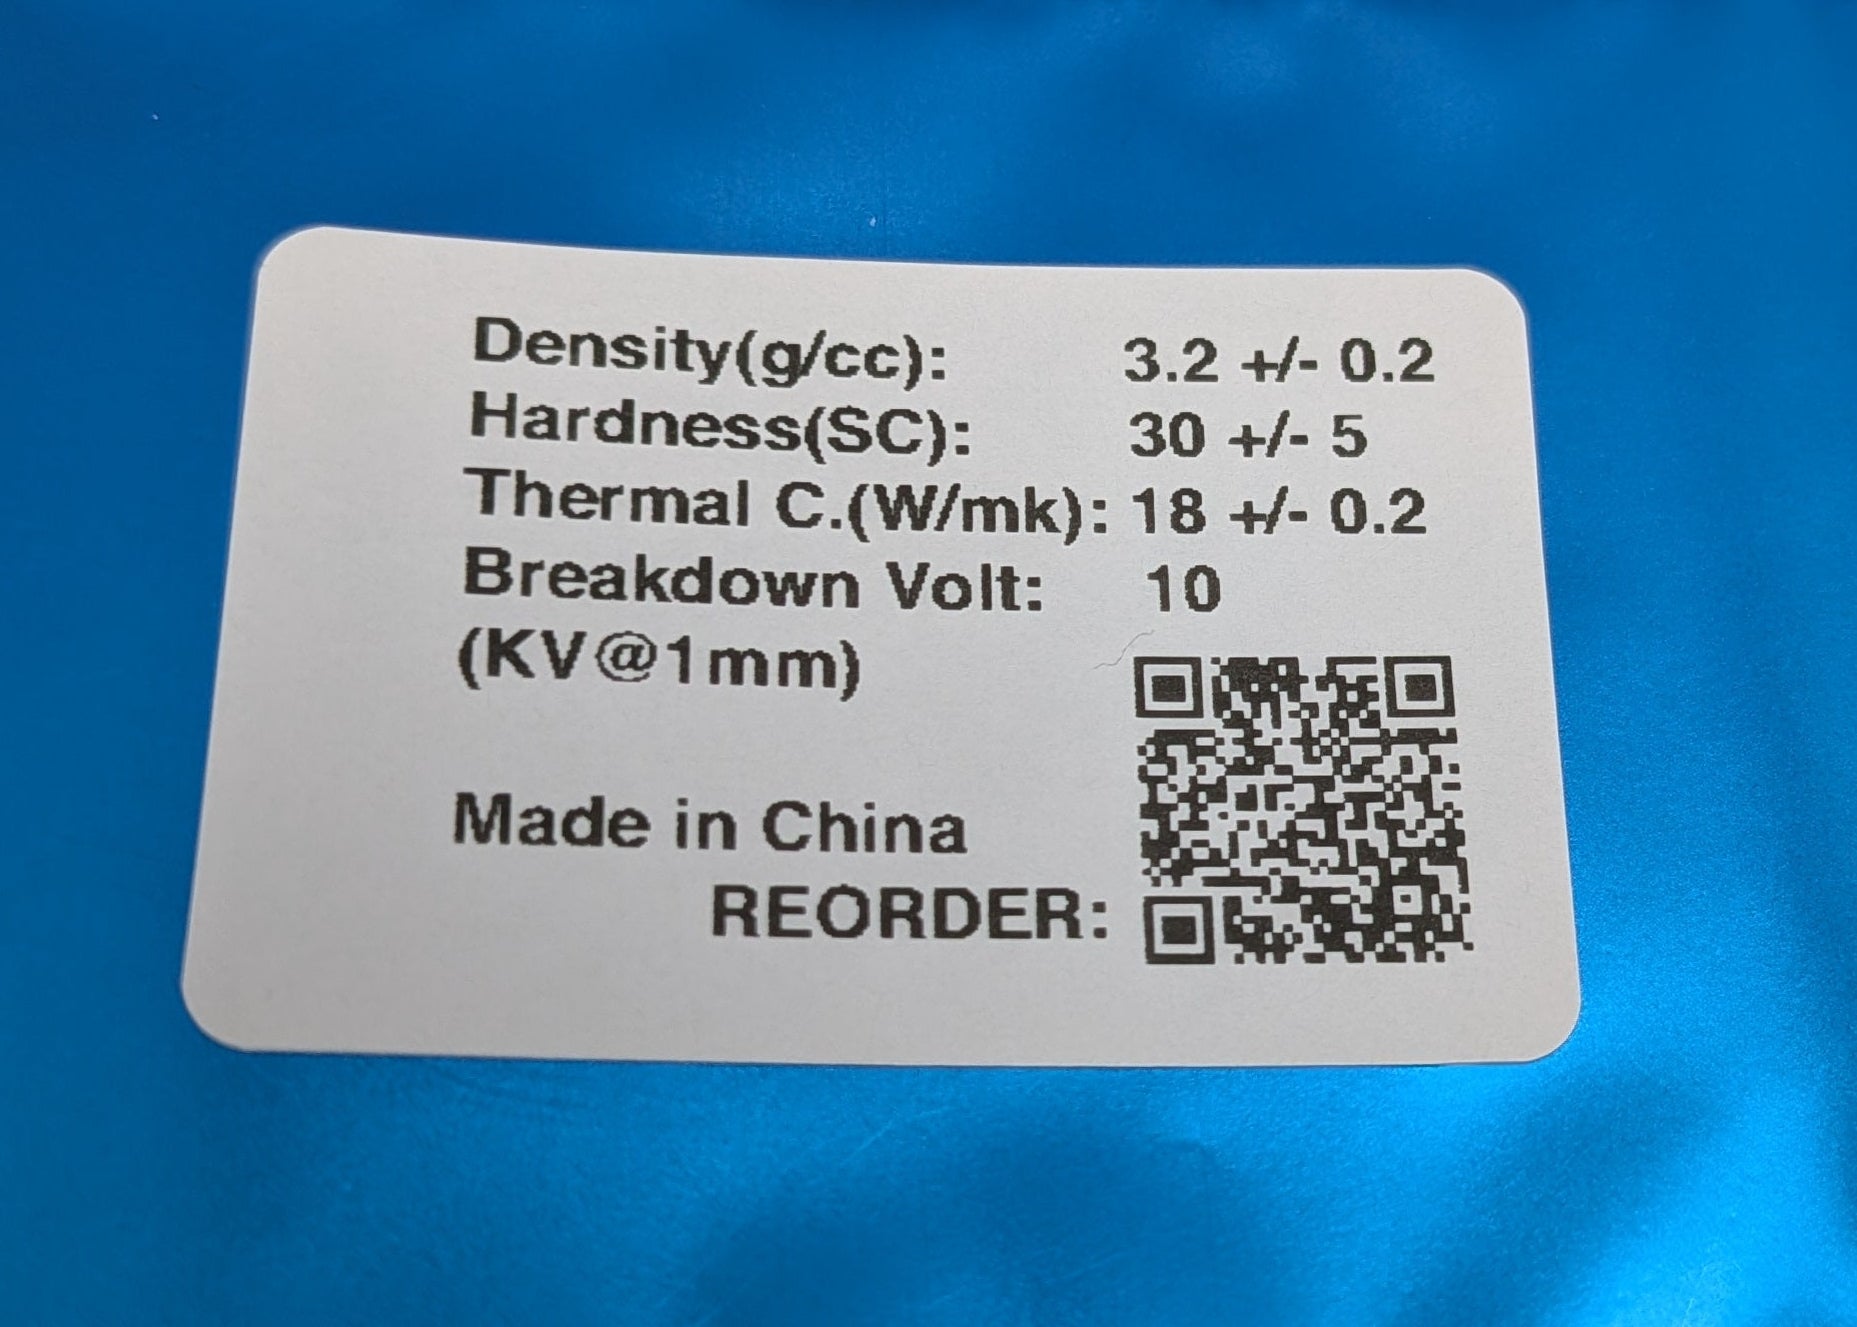 Density(g/cc): 3.2 +/- 0.2
Hardness(SC): 30 +/- 5
Thermal C.(W/mk): 18 +/- 0.2
Breakdown Volt: 10
(KV@1mm)
Made in China
REORDER: